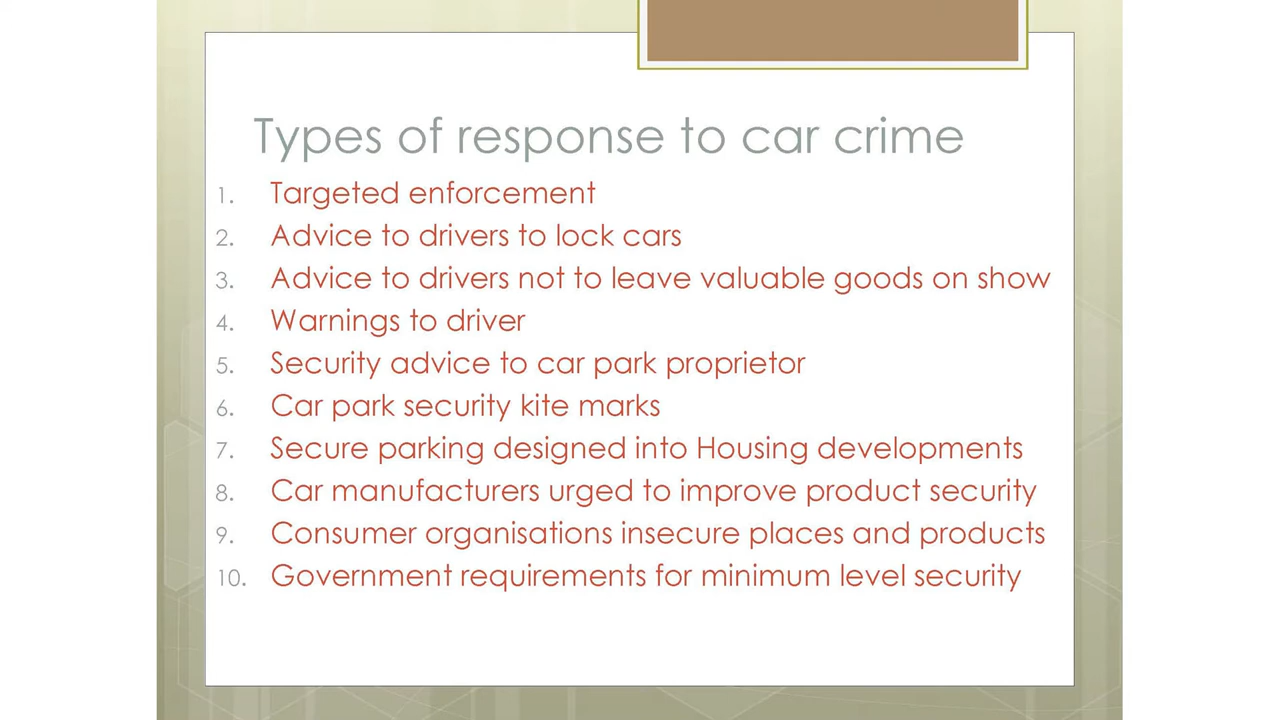 Types of response to car crime
1. Targeted enforcement
2. Advice to drivers to lock cars
3. Advice to drivers not to leave valuable goods on show
4. Warnings to driver
5. Security advice to car park proprietor
6. Car park security kite marks
7. Secure parking designed into Housing developments
8. Car manufacturers urged to improve product security
9. Consumer organisations insecure places and products
10. Government requirements for minimum level security